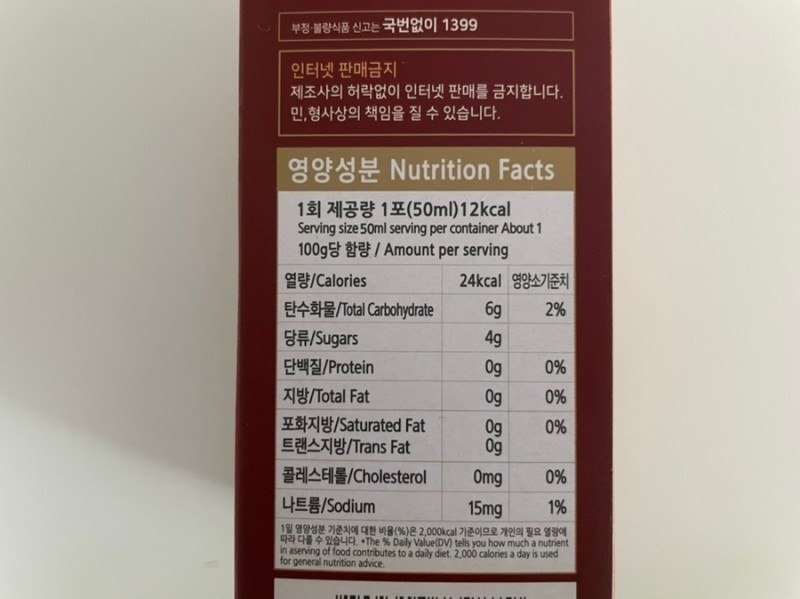 부정·불량식품 신고는 국번없이 1399
인터넷 판매금지
제조사의 허락없이 인터넷 판매를 금지합니다.
민,형사상의 책임을 질 수 있습니다.
영양성분 Nutrition Facts
1회 제공량 1포(50ml)12kcal
Serving size 50ml serving per container About 1
100g당 함량 / Amount per serving
열량/Calories 24kcal 영양소기준치
탄수화물/Total Carbohydrate 6g 2%
당류/Sugars 4g
단백질/Protein 0g 0%
지방/Total Fat 0g 0%
포화지방/Saturated Fat 0g 0%
트랜스지방/Trans Fat 0g
콜레스테롤/Cholesterol 0mg 0%
나트륨/Sodium 15mg 1%
1일 영양성분 기준치에 대한 비율(%)은 2,000kcal 기준이므로 개인의 필요 열량에
따라 다를 수 있습니다. •The % Daily Value(DV) tells you how much a nutrient
in aserving of food contributes to a daily diet. 2,000 calories a day is used
for general nutrition advice.